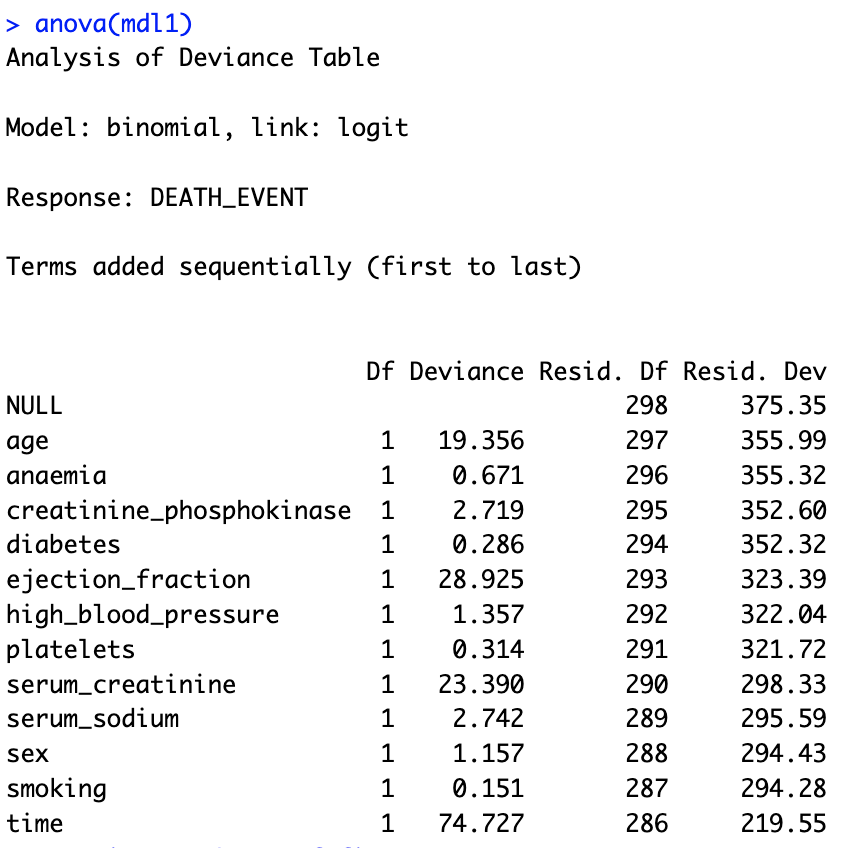 > anova(mdl1)
Analysis of Deviance Table
Model: binomial, link: logit
Response: DEATH_EVENT
Terms added sequentially (first to last)
Df Deviance Resid. Df Resid. Dev
NULL 298 375.35
age 1 19.356 297 355.99
anaemia 1 0.671 296 355.32
creatinine_phosphokinase 1 2.719 295 352.60
diabetes 1 0.286 294 352.32
ejection_fraction 1 28.925 293 323.39
high_blood_pressure 1 1.357 292 322.04
platelets 1 0.314 291 321.72
serum_creatinine 1 23.390 290 298.33
serum_sodium 1 2.742 289 295.59
sex 1 1.157 288 294.43
smoking 1 0.151 287 294.28
time 1 74.727 286 219.55